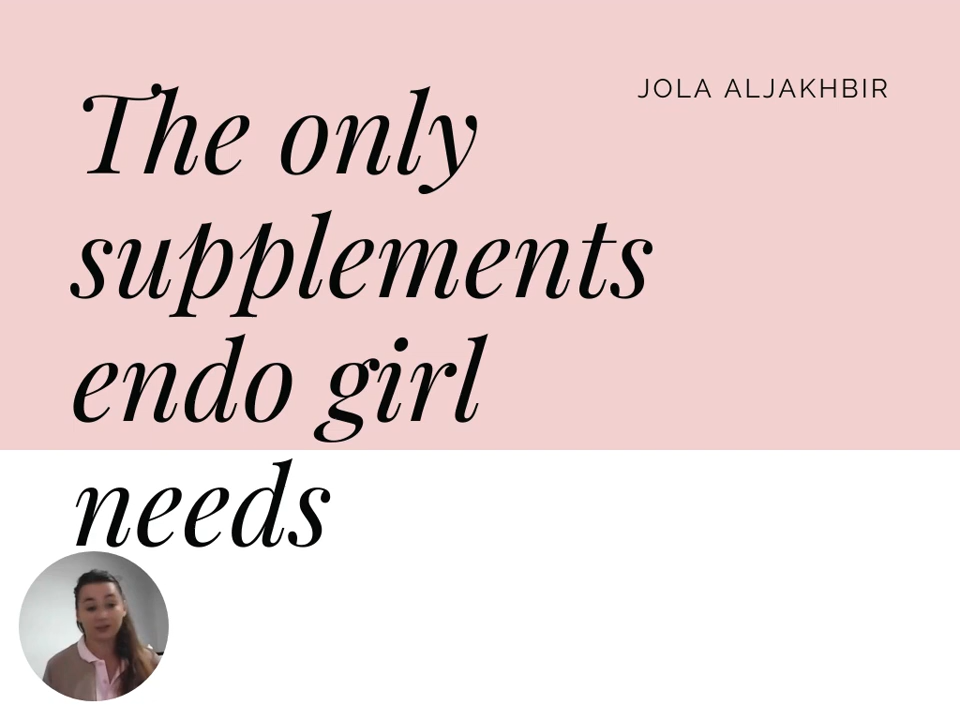 The only
supplements
endo girl
needs
JOLA ALJAKHBIR